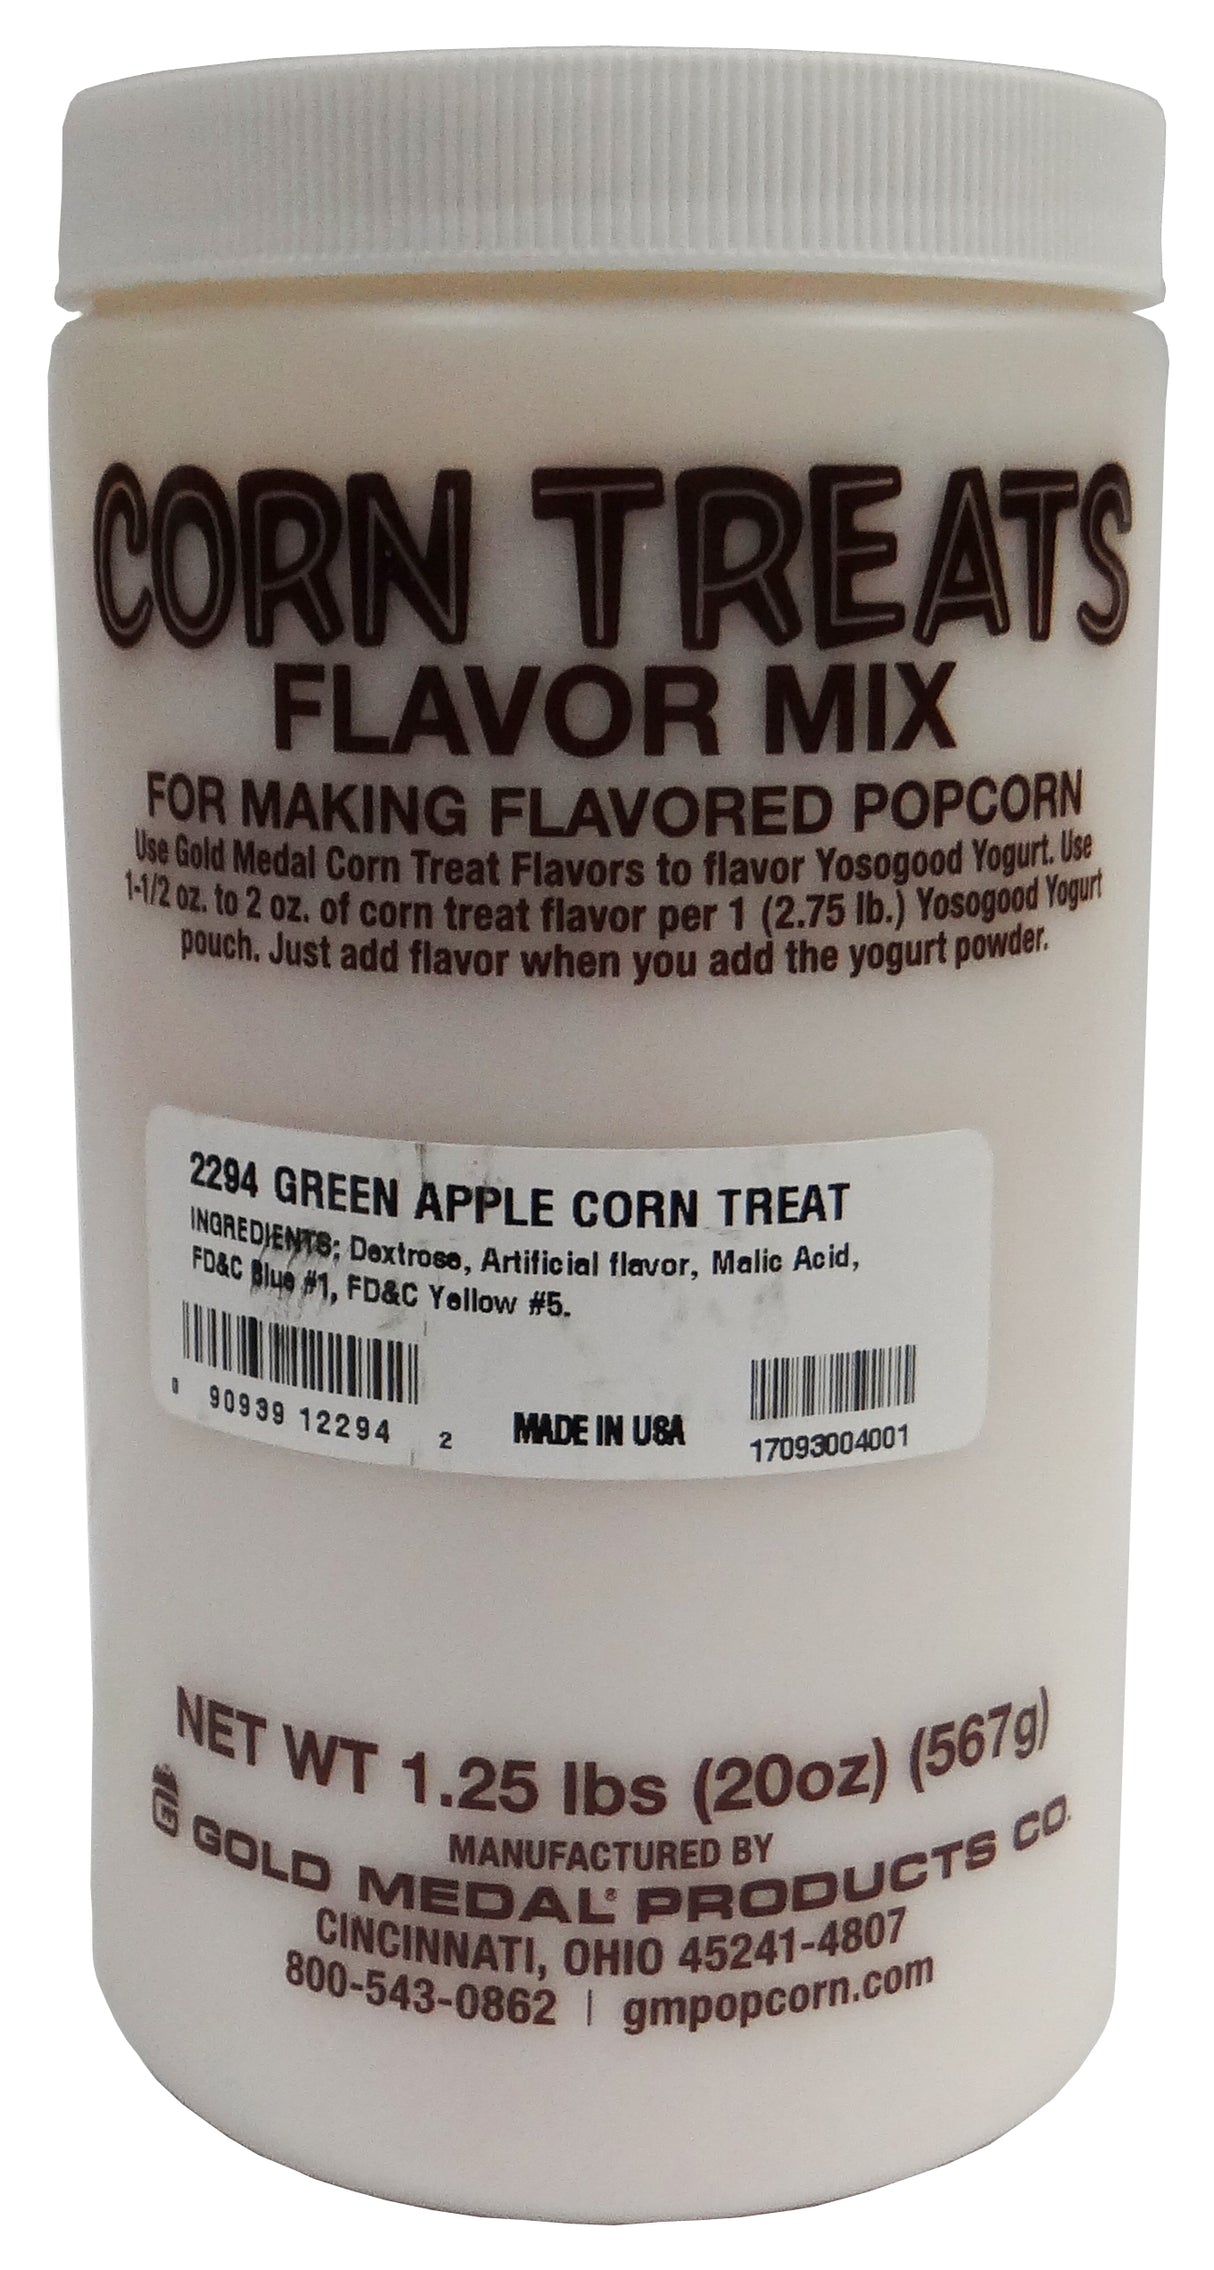 CORN TREATS
FLAVOR MIX
FOR MAKING FLAVORED POPCORN
Use Gold Medal Corn Treat Flavors to flavor Yosogood Yogurt. Use
1-1/2 oz. to 2 oz. of corn treat flavor per 1 (2.75 lb.) Yosogood Yogurt
pouch. Just add flavor when you add the yogurt powder.
2294 GREEN APPLE CORN TREAT
INGREDIENTS: Dextrose, Artificial flavor, Malic Acid,
FD&C Blue #1, FD&C Yellow #5.
0 90939 12294 2
MADE IN USA
17093004001
NET WT 1.25 lbs (20oz) (567g)
MANUFACTURED BY
G GOLD MEDAL® PRODUCTS CO.
CINCINNATI, OHIO 45241-4807
800-543-0862 | gmpopcorn.com